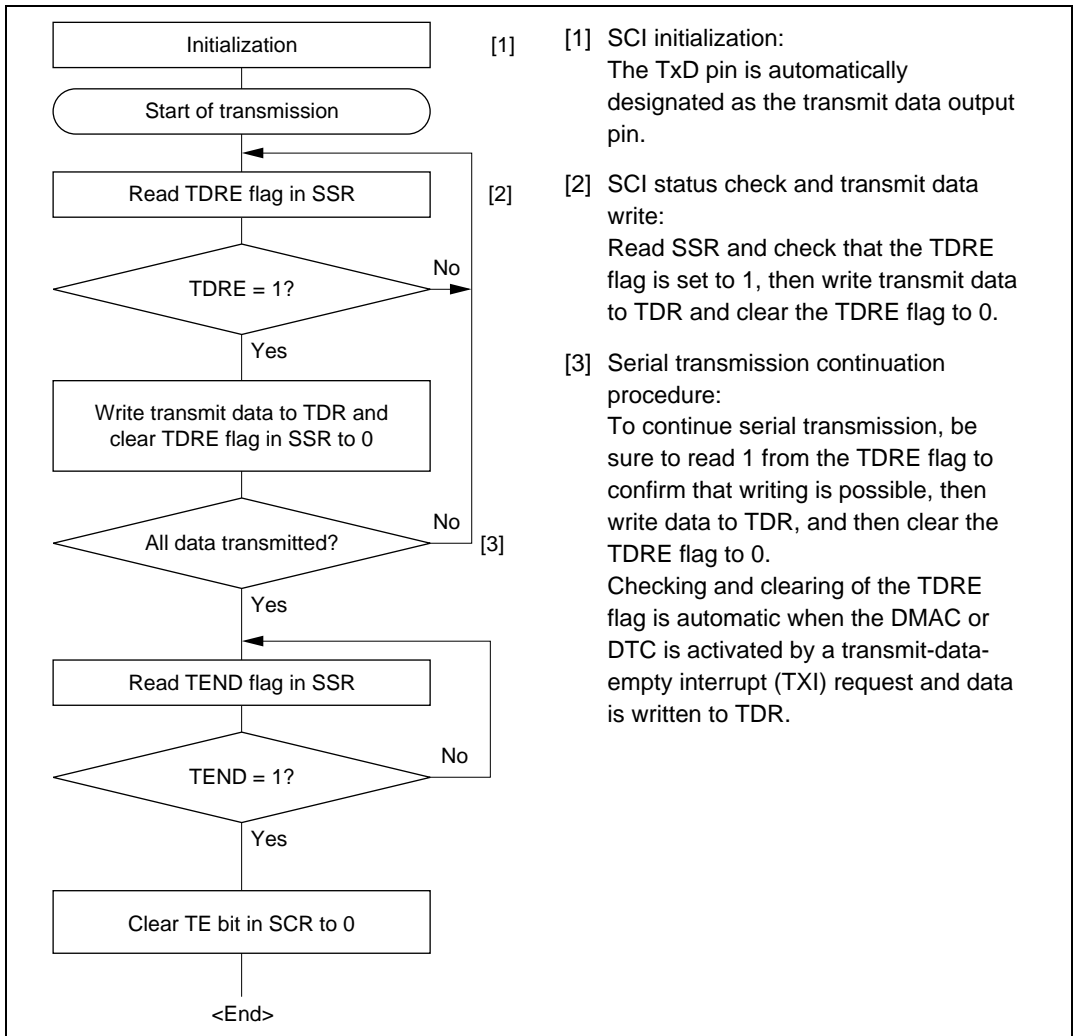 Initialization
[1]
Start of transmission
Read TDRE flag in SSR
[2]
TDRE = 1?
No
Yes
Write transmit data to TDR and
clear TDRE flag in SSR to 0
All data transmitted?
No
[3]
Yes
Read TEND flag in SSR
TEND = 1?
No
Yes
Clear TE bit in SCR to 0
<End>
[1] SCI initialization:
The TxD pin is automatically
designated as the transmit data output
pin.
[2] SCI status check and transmit data
write:
Read SSR and check that the TDRE
flag is set to 1, then write transmit data
to TDR and clear the TDRE flag to 0.
[3] Serial transmission continuation
procedure:
To continue serial transmission, be
sure to read 1 from the TDRE flag to
confirm that writing is possible, then
write data to TDR, and then clear the
TDRE flag to 0.
Checking and clearing of the TDRE
flag is automatic when the DMAC or
DTC is activated by a transmit-data-
empty interrupt (TXI) request and data
is written to TDR.